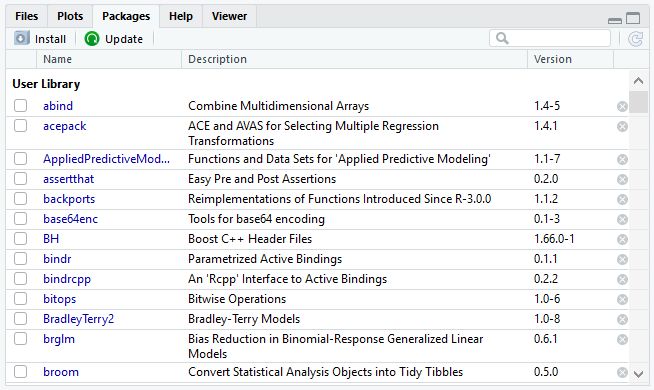 Files Plots Packages Help Viewer
Install Update
Name Description Version
User Library
abind Combine Multidimensional Arrays 1.4-5
acepack ACE and AVAS for Selecting Multiple Regression 1.4.1
Transformations
AppliedPredictiveMod... Functions and Data Sets for 'Applied Predictive Modeling' 1.1-7
assertthat Easy Pre and Post Assertions 0.2.0
backports Reimplementations of Functions Introduced Since R-3.0.0 1.1.2
base64enc Tools for base64 encoding 0.1-3
BH Boost C++ Header Files 1.66.0-1
bindr Parametrized Active Bindings 0.1.1
bindrcpp An 'Rcpp' Interface to Active Bindings 0.2.2
bitops Bitwise Operations 1.0-6
BradleyTerry2 Bradley-Terry Models 1.0-8
brglm Bias Reduction in Binomial-Response Generalized Linear 0.6.1
Models
broom Convert Statistical Analysis Objects into Tidy Tibbles 0.5.0